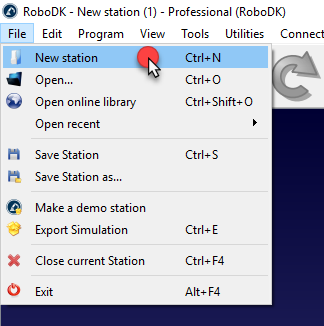 RoboDK - New station (1) - Professional (RoboDK)
File Edit Program View Tools Utilities Connect
New station Ctrl+N
Open... Ctrl+O
Open online library Ctrl+Shift+O
Open recent
Save Station Ctrl+S
Save Station as...
Make a demo station
Export Simulation Ctrl+E
Close current Station Ctrl+F4
Exit Alt+F4